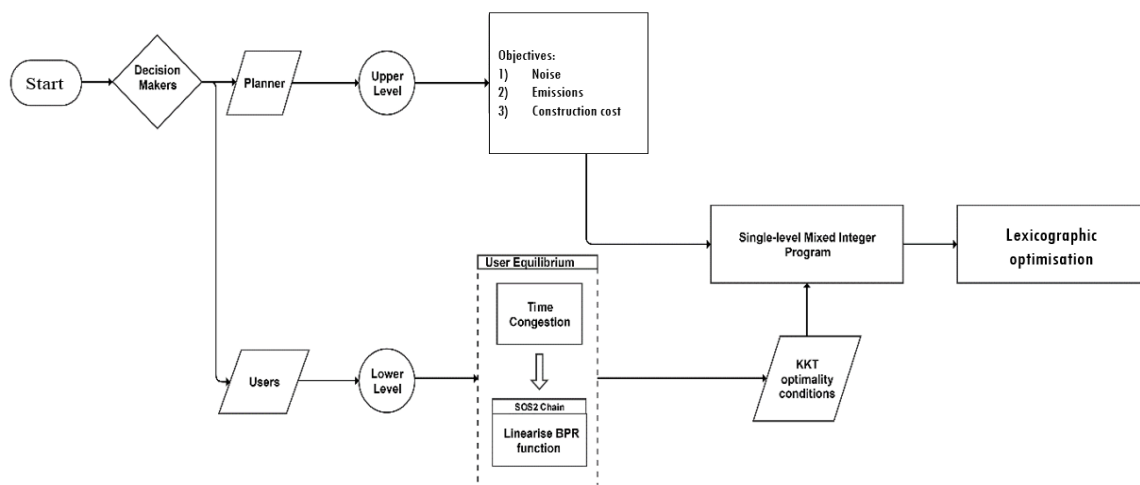 Start
Decision
Makers
Planner
Upper
Level
Objectives:
1) Noise
2) Emissions
3) Construction cost
Single-level Mixed Integer
Program
Lexicographic
optimisation
Users
Lower
Level
User Equilibrium
Time
Congestion
SOS2 Chain
Linearise BPR
function
KKT
optimality
conditions